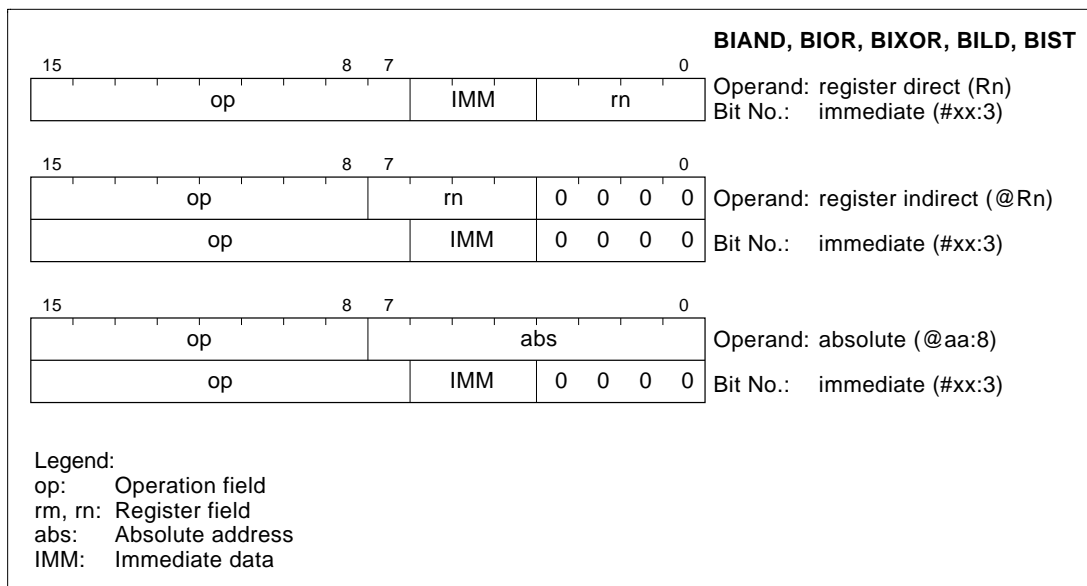 BIAND, BIOR, BIXOR, BILD, BIST
15 8 7 0
op IMM rn
Operand: register direct (Rn)
Bit No.: immediate (#xx:3)
15 8 7 0
op rn 0 0 0 0 Operand: register indirect (@Rn)
op IMM 0 0 0 0 Bit No.: immediate (#xx:3)
15 8 7 0
op abs Operand: absolute (@aa:8)
op IMM 0 0 0 0 Bit No.: immediate (#xx:3)
Legend:
op: Operation field
rm, rn: Register field
abs: Absolute address
IMM: Immediate data